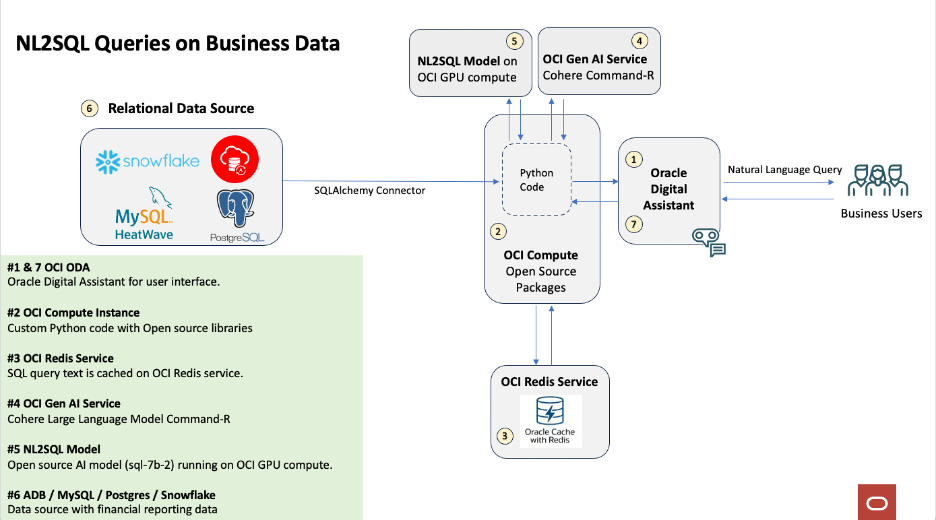 NL2SQL Queries on Business Data
5
NL2SQL Model on
OCI GPU compute
4
OCI Gen AI Service
Cohere Command-R
6 Relational Data Source
snowflake
MySQL
HeatWave
PostgreSQL
SQLAlchemy Connector
Python
Code
2
OCI Compute
Open Source
Packages
1
Oracle
Digital
Assistant
7
Natural Language Query
Business Users
OCI Redis Service
Oracle Cache
with Redis
3
#1 & 7 OCI ODA
Oracle Digital Assistant for user interface.
#2 OCI Compute Instance
Custom Python code with Open source libraries
#3 OCI Redis Service
SQL query text is cached on OCI Redis service.
#4 OCI Gen AI Service
Cohere Large Language Model Command-R
#5 NL2SQL Model
Open source AI model (sql-7b-2) running on OCI GPU compute.
#6 ADB / MySQL / Postgres / Snowflake
Data source with financial reporting data